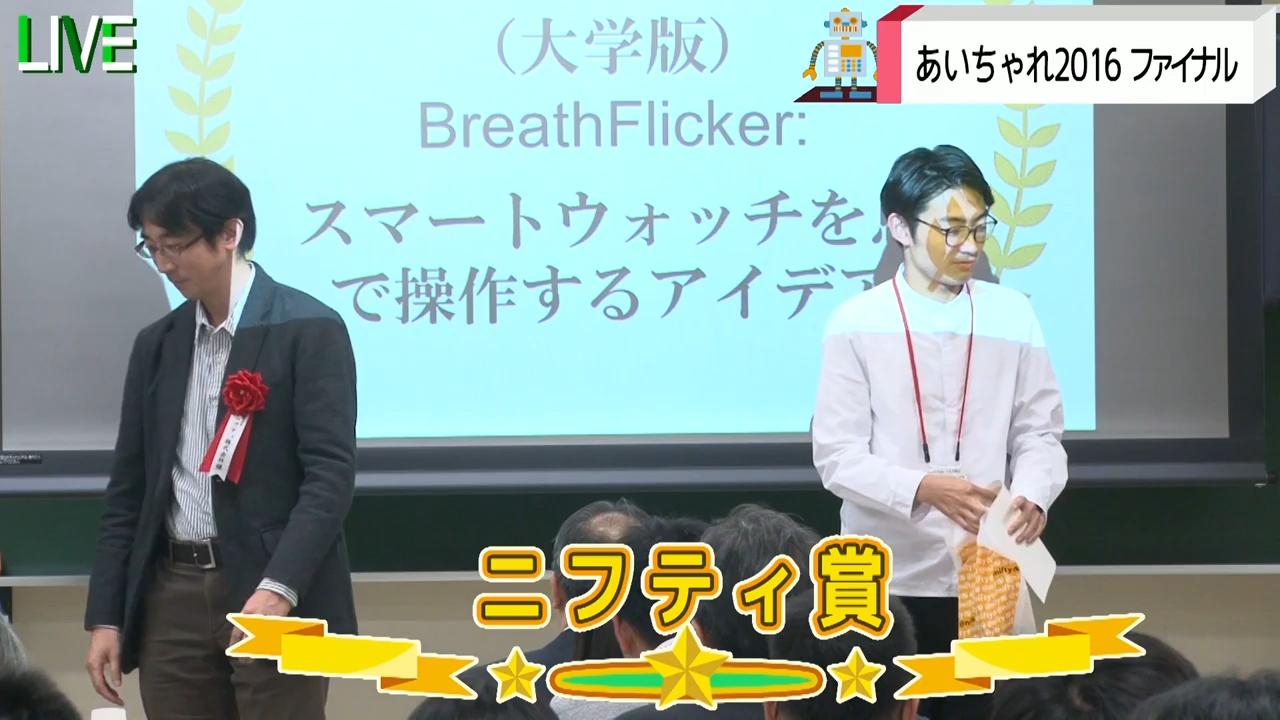 LIVE
あいちゃれ2016 ファイナル
（大学版）
BreathFlicker:
スマートウォッチを
で操作するアイデア
ニフティ賞